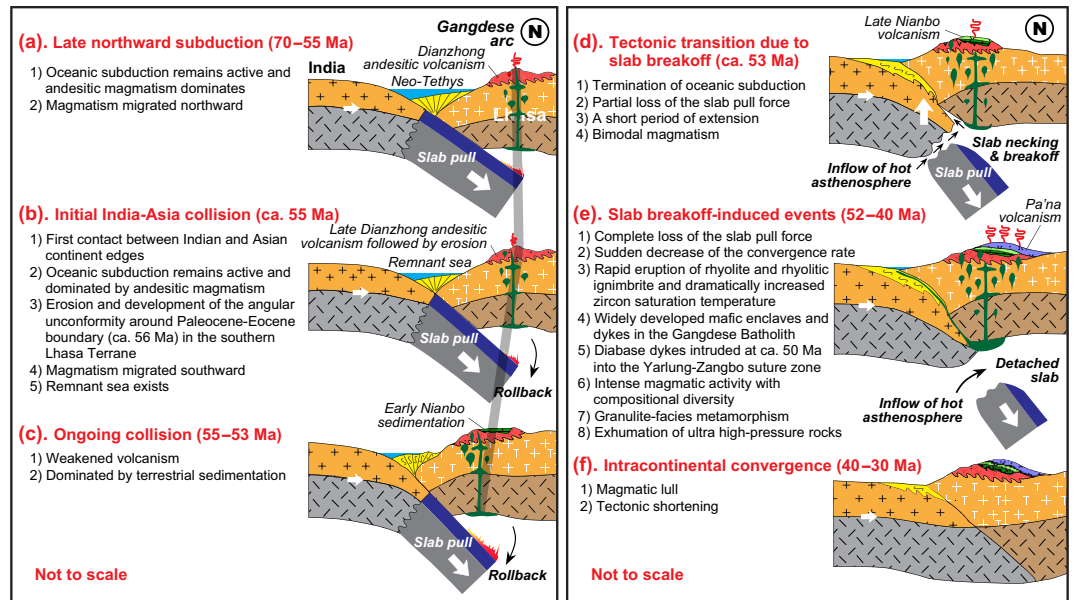 (a). Late northward subduction (70–55 Ma)
1) Oceanic subduction remains active and
andesitic magmatism dominates
2) Magmatism migrated northward
Gangdese
arc
N
Dianzhong
andesitic volcanism
India
Neo-Tethys
Lhasa
Slab pull
(b). Initial India-Asia collision (ca. 55 Ma)
1) First contact between Indian and Asian
continent edges
2) Oceanic subduction remains active and
dominated by andesitic magmatism
3) Erosion and development of the angular
unconformity around Paleocene-Eocene
boundary (ca. 56 Ma) in the southern
Lhasa Terrane
4) Magmatism migrated southward
5) Remnant sea exists
Late Dianzhong andesitic
volcanism followed by erosion
Remnant sea
Slab pull
Rollback
(c). Ongoing collision (55–53 Ma)
1) Weakened volcanism
2) Dominated by terrestrial sedimentation
Early Nianbo
sedimentation
Slab pull
Rollback
Not to scale
(d). Tectonic transition due to
slab breakoff (ca. 53 Ma)
1) Termination of oceanic subduction
2) Partial loss of the slab pull force
3) A short period of extension
4) Bimodal magmatism
Late Nianbo
volcanism
N
Slab necking
& breakoff
Inflow of hot
asthenosphere
Slab pull
(e). Slab breakoff-induced events (52–40 Ma)
1) Complete loss of the slab pull force
2) Sudden decrease of the convergence rate
3) Rapid eruption of rhyolite and rhyolitic
ignimbrite and dramatically increased
zircon saturation temperature
4) Widely developed mafic enclaves and
dykes in the Gangdese Batholith
5) Diabase dykes intruded at ca. 50 Ma
into the Yarlung-Zangbo suture zone
6) Intense magmatic activity with
compositional diversity
7) Granulite-facies metamorphism
8) Exhumation of ultra high-pressure rocks
Pa'na
volcanism
Detached
slab
Inflow of hot
asthenosphere
(f). Intracontinental convergence (40–30 Ma)
1) Magmatic lull
2) Tectonic shortening
Not to scale